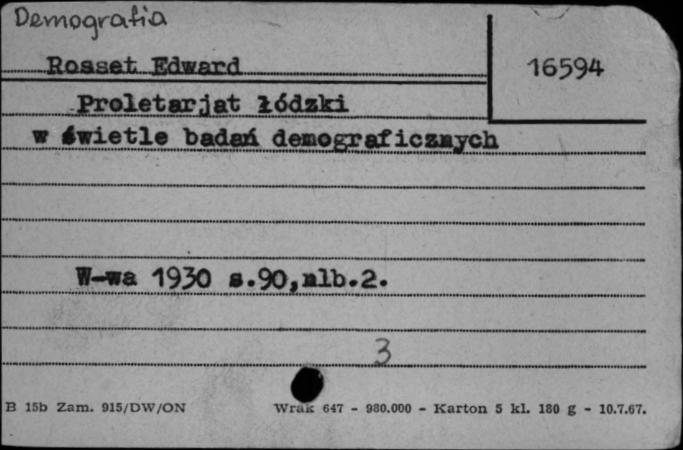 Demografia
Rosset Edward
16594
Proletarjat łódzki
w świetle badań demograficznych
W-wa 1930 s.90,nlb.2.
3
B 15b Zam. 915/DW/ON
Wrak 647 - 980.000 - Karton 5 kl. 180 g - 10.7.67.